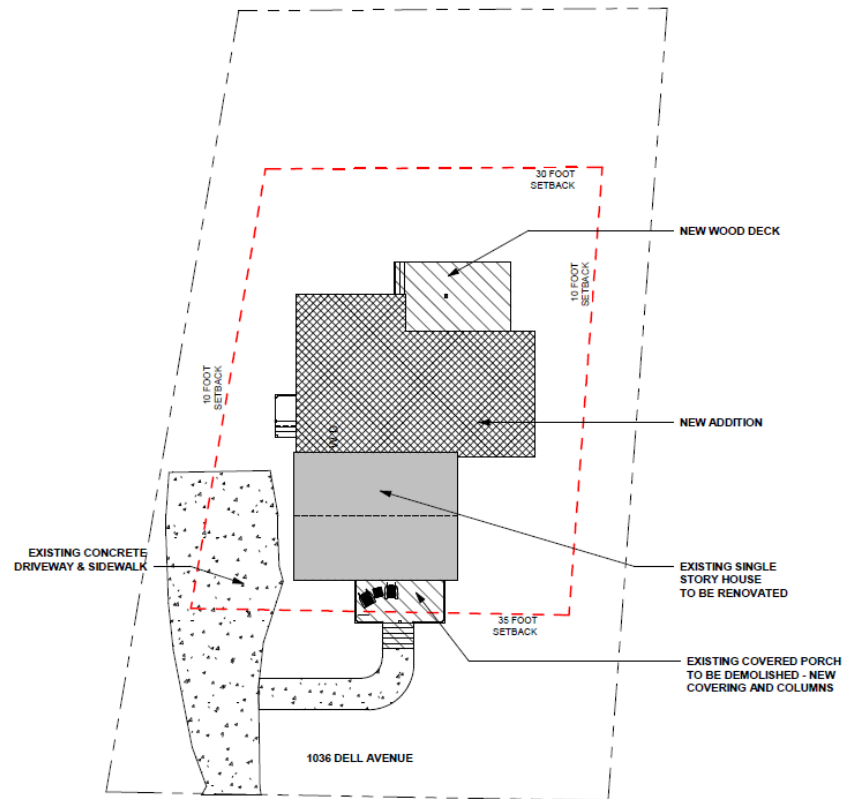 30 FOOT
SETBACK
NEW WOOD DECK
10 FOOT
SETBACK
10 FOOT
SETBACK
NEW ADDITION
W/D
EXISTING CONCRETE
DRIVEWAY & SIDEWALK
EXISTING SINGLE
STORY HOUSE
TO BE RENOVATED
35 FOOT
SETBACK
EXISTING COVERED PORCH
TO BE DEMOLISHED - NEW
COVERING AND COLUMNS
1036 DELL AVENUE